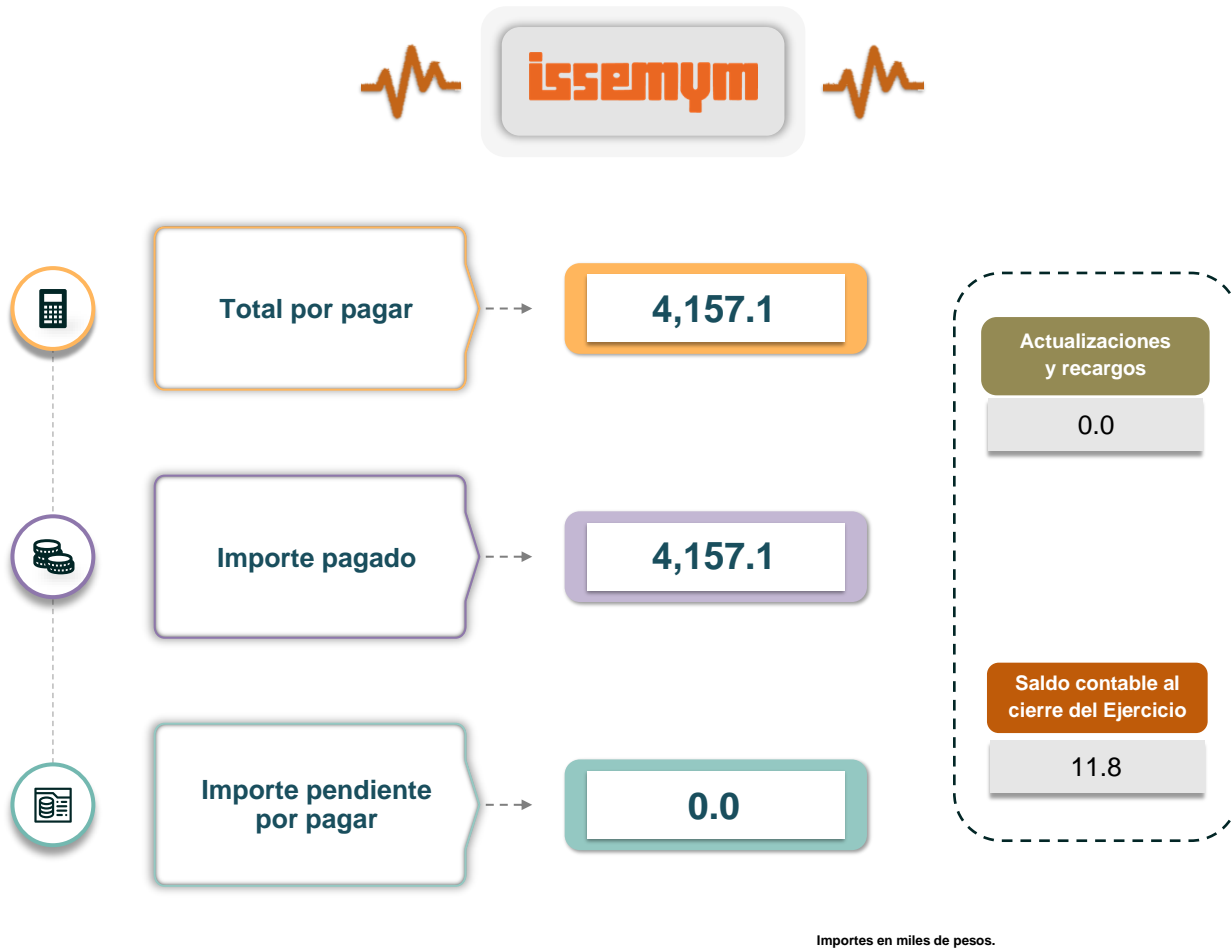 issemym
Total por pagar
4,157.1
Importe pagado
4,157.1
Importe pendiente
por pagar
0.0
Actualizaciones
y recargos
0.0
Saldo contable al
cierre del Ejercicio
11.8
Importes en miles de pesos.